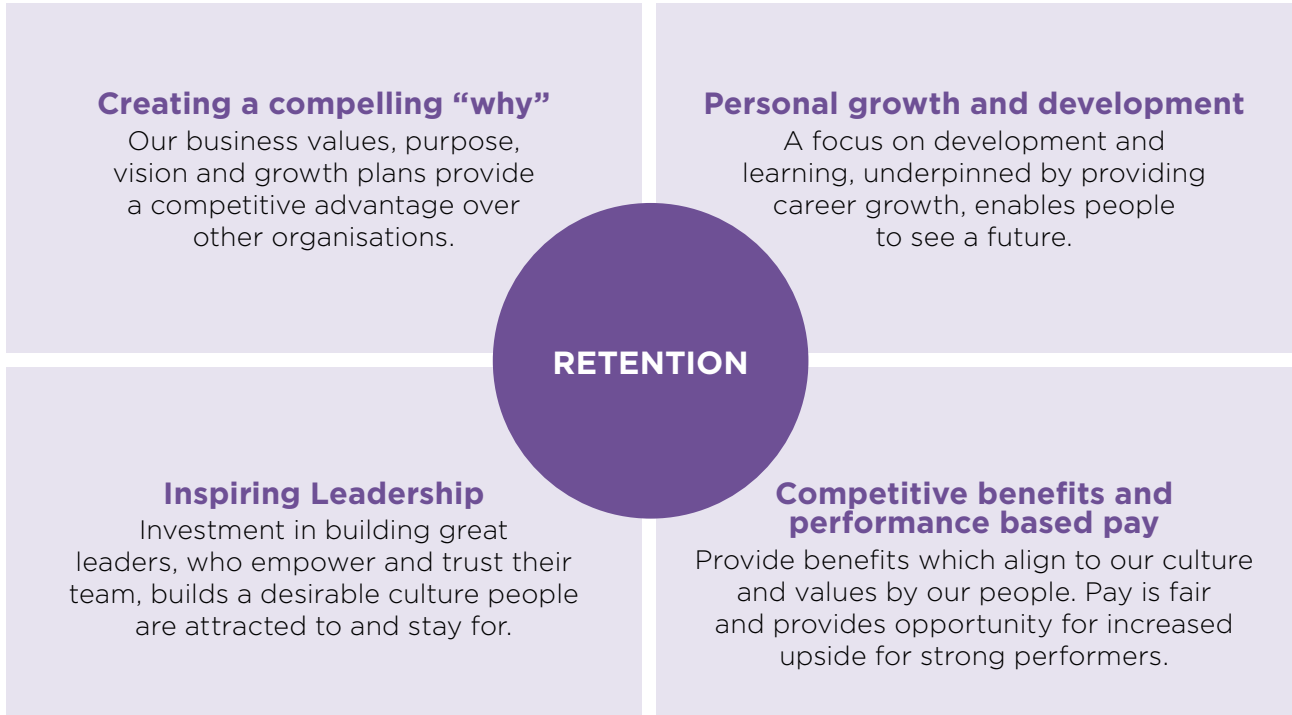 Creating a compelling “why”
Our business values, purpose,
vision and growth plans provide
a competitive advantage over
other organisations.
Personal growth and development
A focus on development and
learning, underpinned by providing
career growth, enables people
to see a future.
RETENTION
Inspiring Leadership
Investment in building great
leaders, who empower and trust their
team, builds a desirable culture people
are attracted to and stay for.
Competitive benefits and
performance based pay
Provide benefits which align to our culture
and values by our people. Pay is fair
and provides opportunity for increased
upside for strong performers.